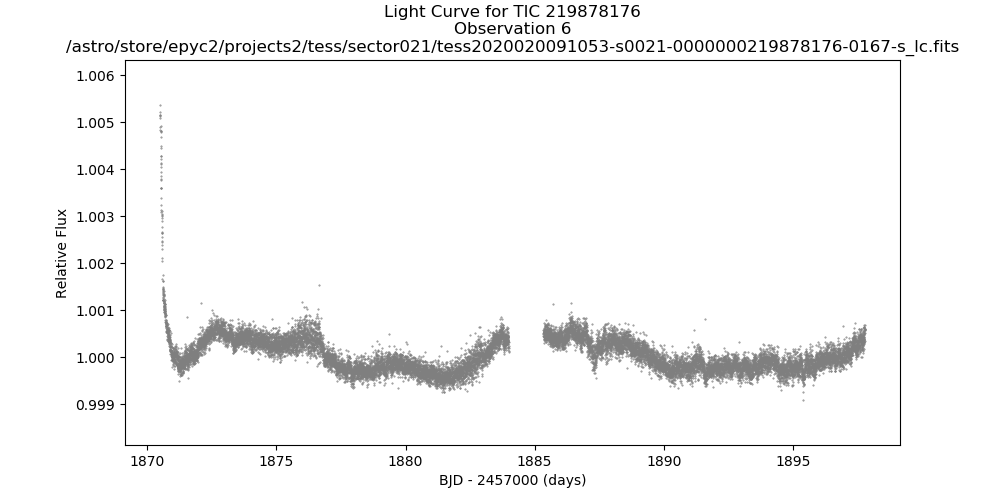 Light Curve for TIC 219878176
Observation 6
/astro/store/epyc2/projects2/tess/sector021/tess2020020091053-s0021-0000000219878176-0167-s_lc.fits
1.006
1.005
1.004
1.003
1.002
1.001
1.000
0.999
Relative Flux
1870
1875
1880
1885
1890
1895
BJD - 2457000 (days)